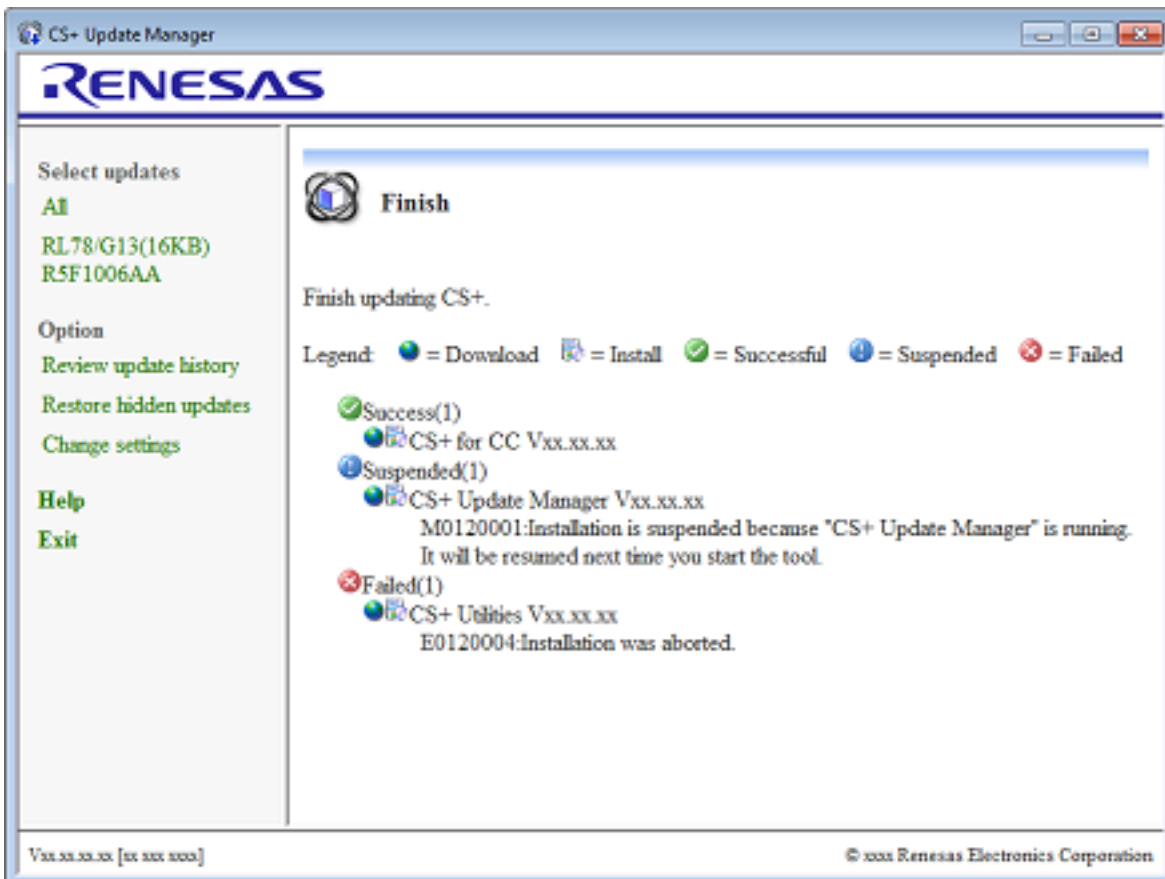 CS+ Update Manager
RENESAS
Select updates
All
RL78/G13(16KB)
R5F1006AA
Option
Review update history
Restore hidden updates
Change settings
Help
Exit
Finish
Finish updating CS+.
Legend: = Download = Install = Successful = Suspended = Failed
Success(1)
CS+ for CC Vxx.xx.xx
Suspended(1)
CS+ Update Manager Vxx.xx.xx
M0120001:Installation is suspended because "CS+ Update Manager" is running.
It will be resumed next time you start the tool.
Failed(1)
CS+ Utilities Vxx.xx.xx
E0120004:Installation was aborted.
Vxx.xx.xx.xx [xx xxx xxxx]
© xxxx Renesas Electronics Corporation